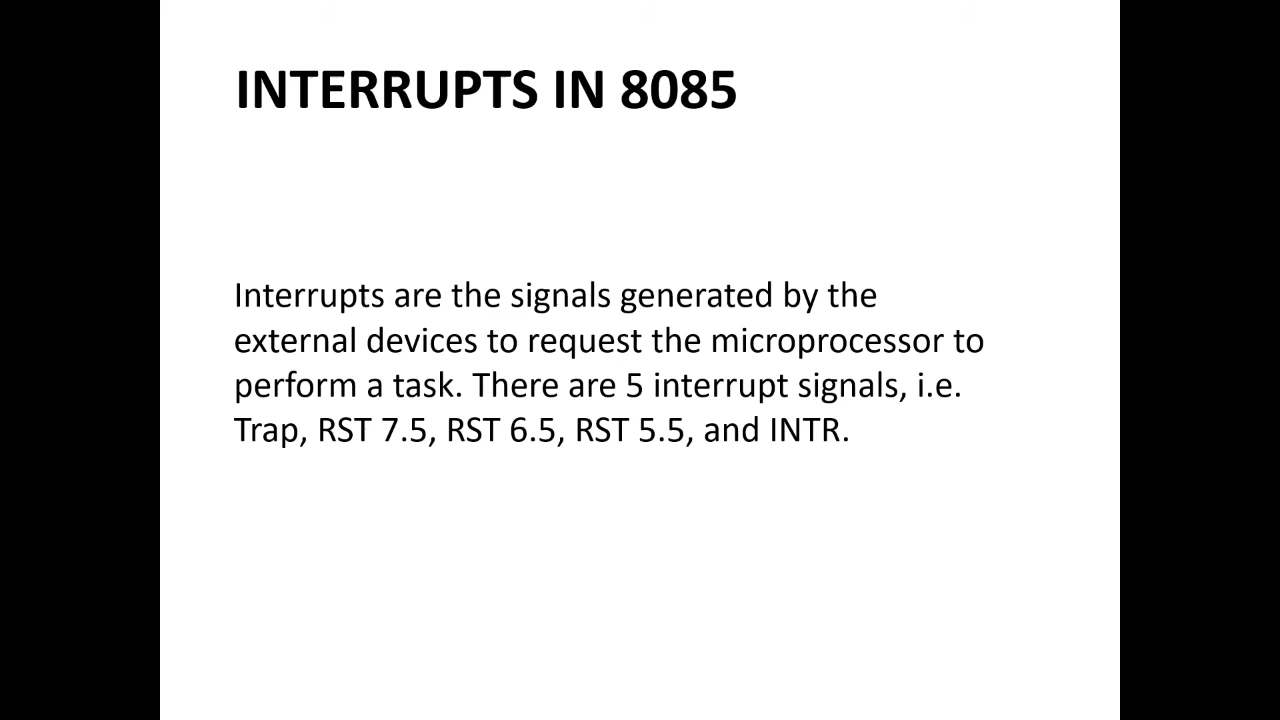 INTERRUPTS IN 8085
Interrupts are the signals generated by the
external devices to request the microprocessor to
perform a task. There are 5 interrupt signals, i.e.
Trap, RST 7.5, RST 6.5, RST 5.5, and INTR.